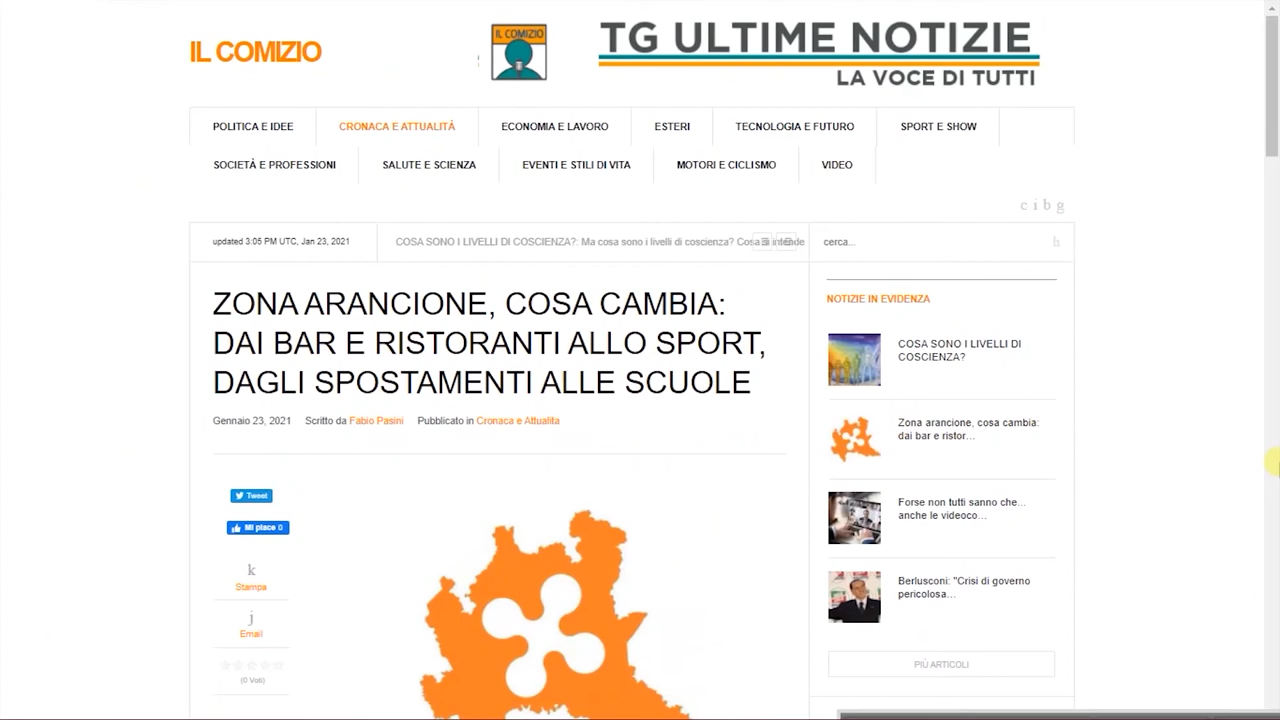 IL COMIZIO
IL COMIZIO
TG ULTIME NOTIZIE
LA VOCE DI TUTTI
POLITICA E IDEE
CRONACA E ATTUALITÀ
ECONOMIA E LAVORO
ESTERI
TECNOLOGIA E FUTURO
SPORT E SHOW
SOCIETÀ E PROFESSIONI
SALUTE E SCIENZA
EVENTI E STILI DI VITA
MOTORI E CICLISMO
VIDEO
c i b g
updated 3:05 PM UTC, Jan 23, 2021
COSA SONO I LIVELLI DI COSCIENZA?: Ma cosa sono i livelli di coscienza? Cosa si intende
cerca...
h
ZONA ARANCIONE, COSA CAMBIA:
DAI BAR E RISTORANTI ALLO SPORT,
DAGLI SPOSTAMENTI ALLE SCUOLE
Gennaio 23, 2021 Scritto da Fabio Pasini Pubblicato in Cronaca e Attualita
Tweet
Mi piace 0
k
Stampa
j
Email
(0 Voti)
NOTIZIE IN EVIDENZA
COSA SONO I LIVELLI DI
COSCIENZA?
Zona arancione, cosa cambia:
dai bar e ristor...
Forse non tutti sanno che...
anche le videoco...
Berlusconi: "Crisi di governo
pericolosa...
PIÙ ARTICOLI